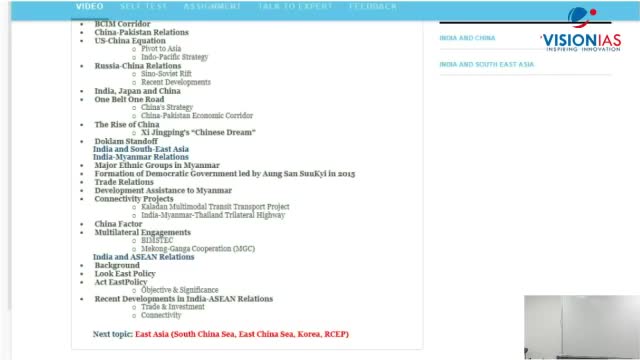 VIDEO SELF TEST ASSIGNMENT TALK TO EXPERT FEEDBACK
VISIONIAS
INSPIRING INNOVATION
INDIA AND CHINA
INDIA AND SOUTH EAST ASIA
• BCIM Corridor
• China-Pakistan Relations
• US-China Equation
o Pivot to Asia
o Indo-Pacific Strategy
• Russia-China Relations
o Sino-Soviet Rift
o Recent Developments
• India, Japan and China
• One Belt One Road
o China's Strategy
o China-Pakistan Economic Corridor
• The Rise of China
o Xi Jingping's "Chinese Dream"
• Doklam Standoff
India and South-East Asia
India-Myanmar Relations
• Major Ethnic Groups in Myanmar
• Formation of Democratic Government led by Aung San SuuKyi in 2015
• Trade Relations
• Development Assistance to Myanmar
• Connectivity Projects
o Kaladan Multimodal Transit Transport Project
o India-Myanmar-Thailand Trilateral Highway
• China Factor
• Multilateral Engagements
o BIMSTEC
o Mekong-Ganga Cooperation (MGC)
India and ASEAN Relations
• Background
• Look East Policy
• Act EastPolicy
o Objective & Significance
• Recent Developments in India-ASEAN Relations
o Trade & Investment
o Connectivity
Next topic: East Asia (South China Sea, East China Sea, Korea, RCEP)